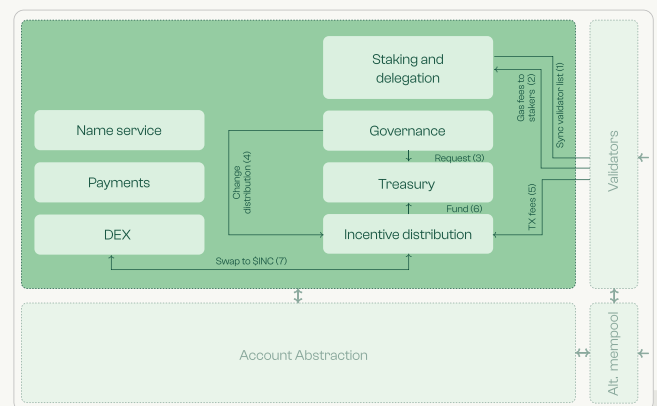 Staking and
delegation
Gas fees to
stakers (2)
Sync validator list (1)
Name service
Governance
Request (3)
Validators
Payments
Change
distribution (4)
Treasury
Fund (6)
TX fees (5)
DEX
Incentive distribution
Swap to $INC (7)
Account Abstraction
Alt. mempool